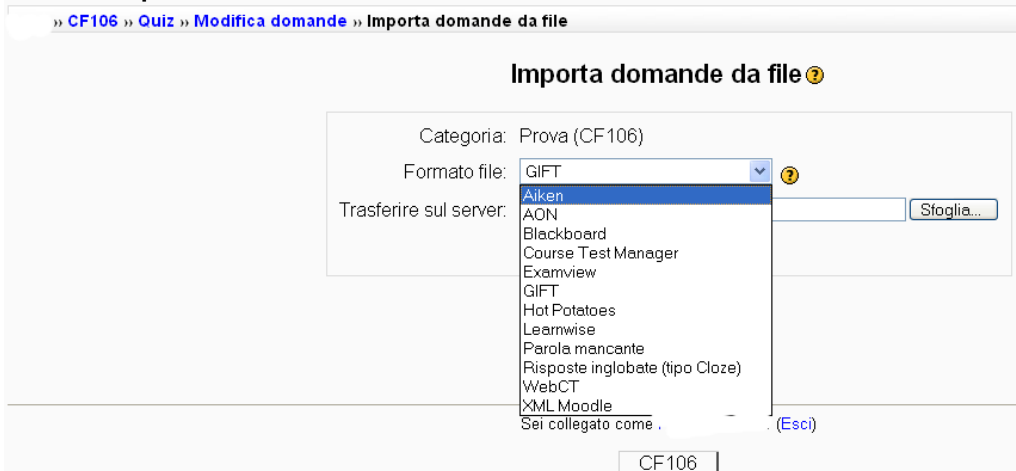 » CF106 » Quiz » Modifica domande » Importa domande da file
Importa domande da file
Categoria: Prova (CF106)
Formato file: GIFT
Aiken
Trasferire sul server: Sfoglia...
AON
Blackboard
Course Test Manager
Examview
GIFT
Hot Potatoes
Learnwise
Parola mancante
Risposte inglobate (tipo Cloze)
WebCT
XML Moodle
Sei collegato come (Esci)
CF106